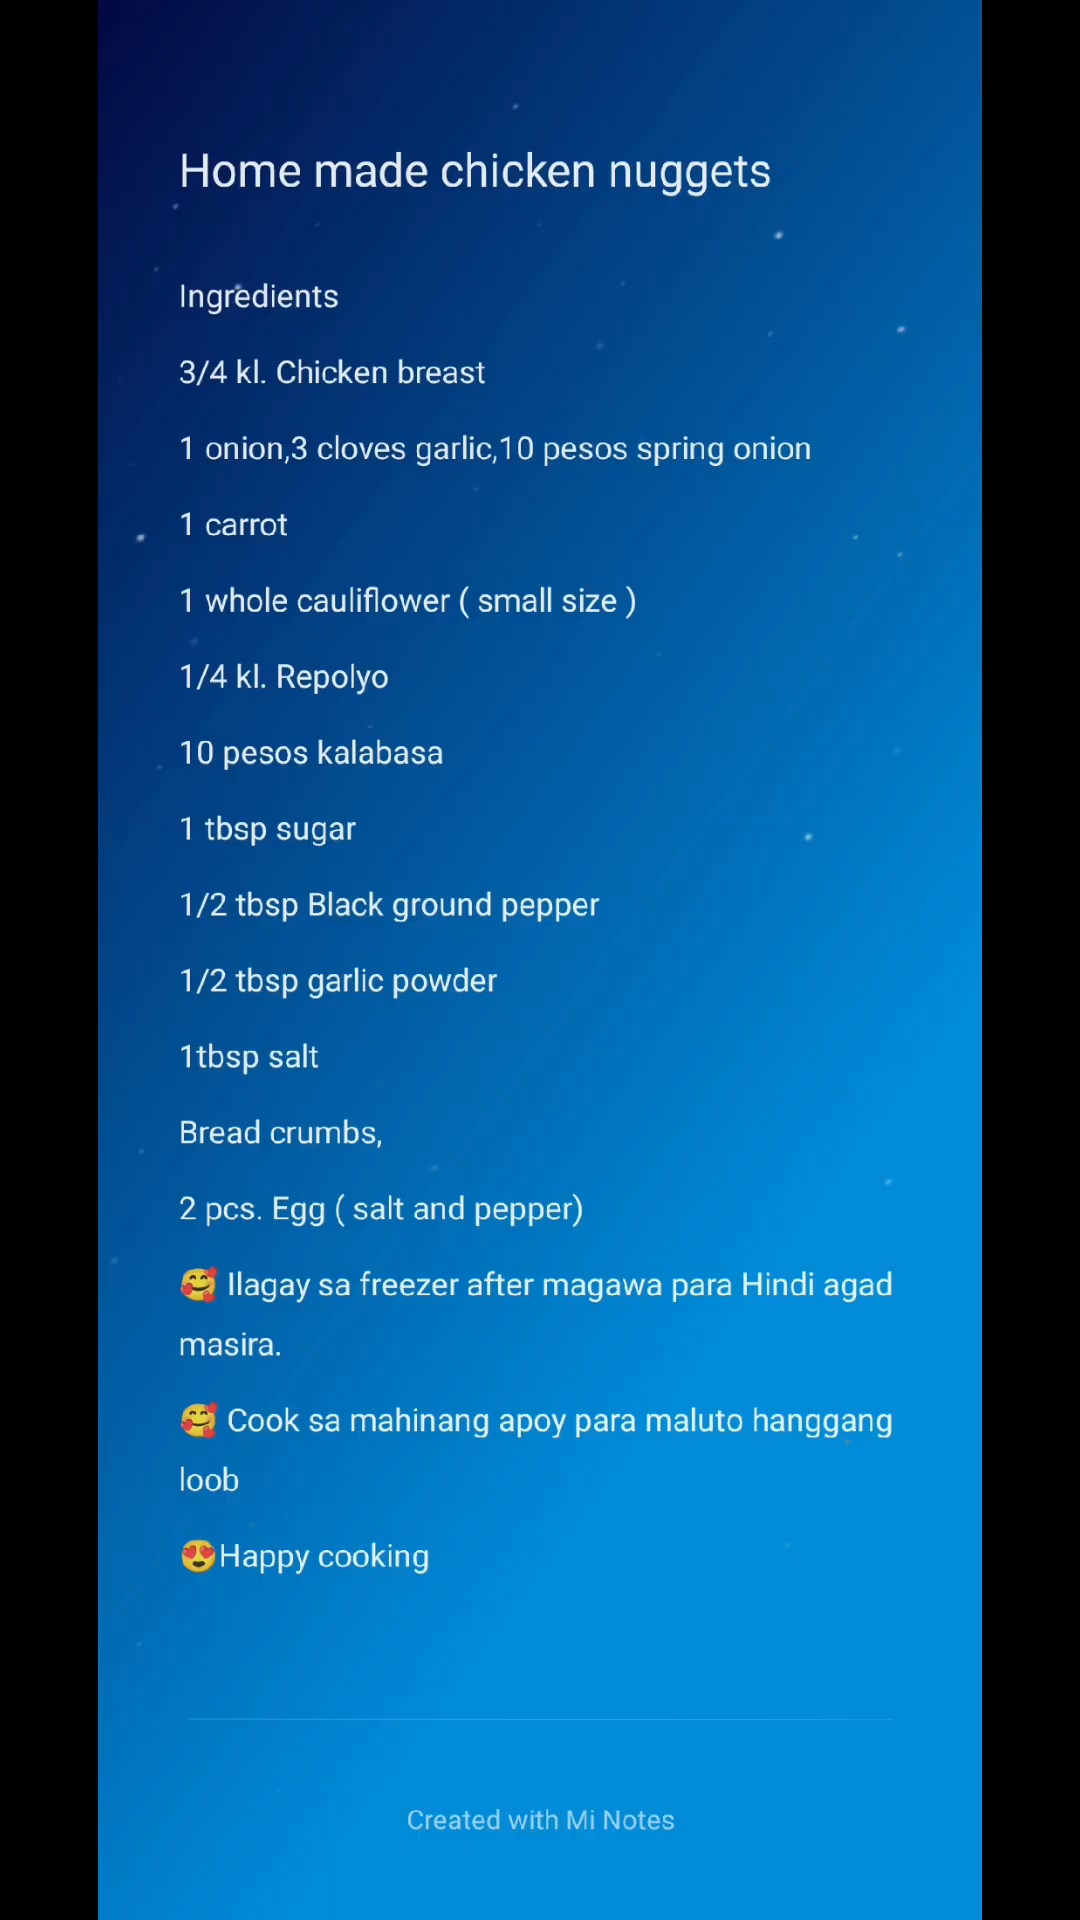 Home made chicken nuggets
Ingredients
3/4 kl. Chicken breast
1 onion,3 cloves garlic,10 pesos spring onion
1 carrot
1 whole cauliflower ( small size )
1/4 kl. Repolyo
10 pesos kalabasa
1 tbsp sugar
1/2 tbsp Black ground pepper
1/2 tbsp garlic powder
1tbsp salt
Bread crumbs,
2 pcs. Egg ( salt and pepper)
🥰 Ilagay sa freezer after magawa para Hindi agad
masira.
🥰 Cook sa mahinang apoy para maluto hanggang
loob
😍Happy cooking
Created with Mi Notes